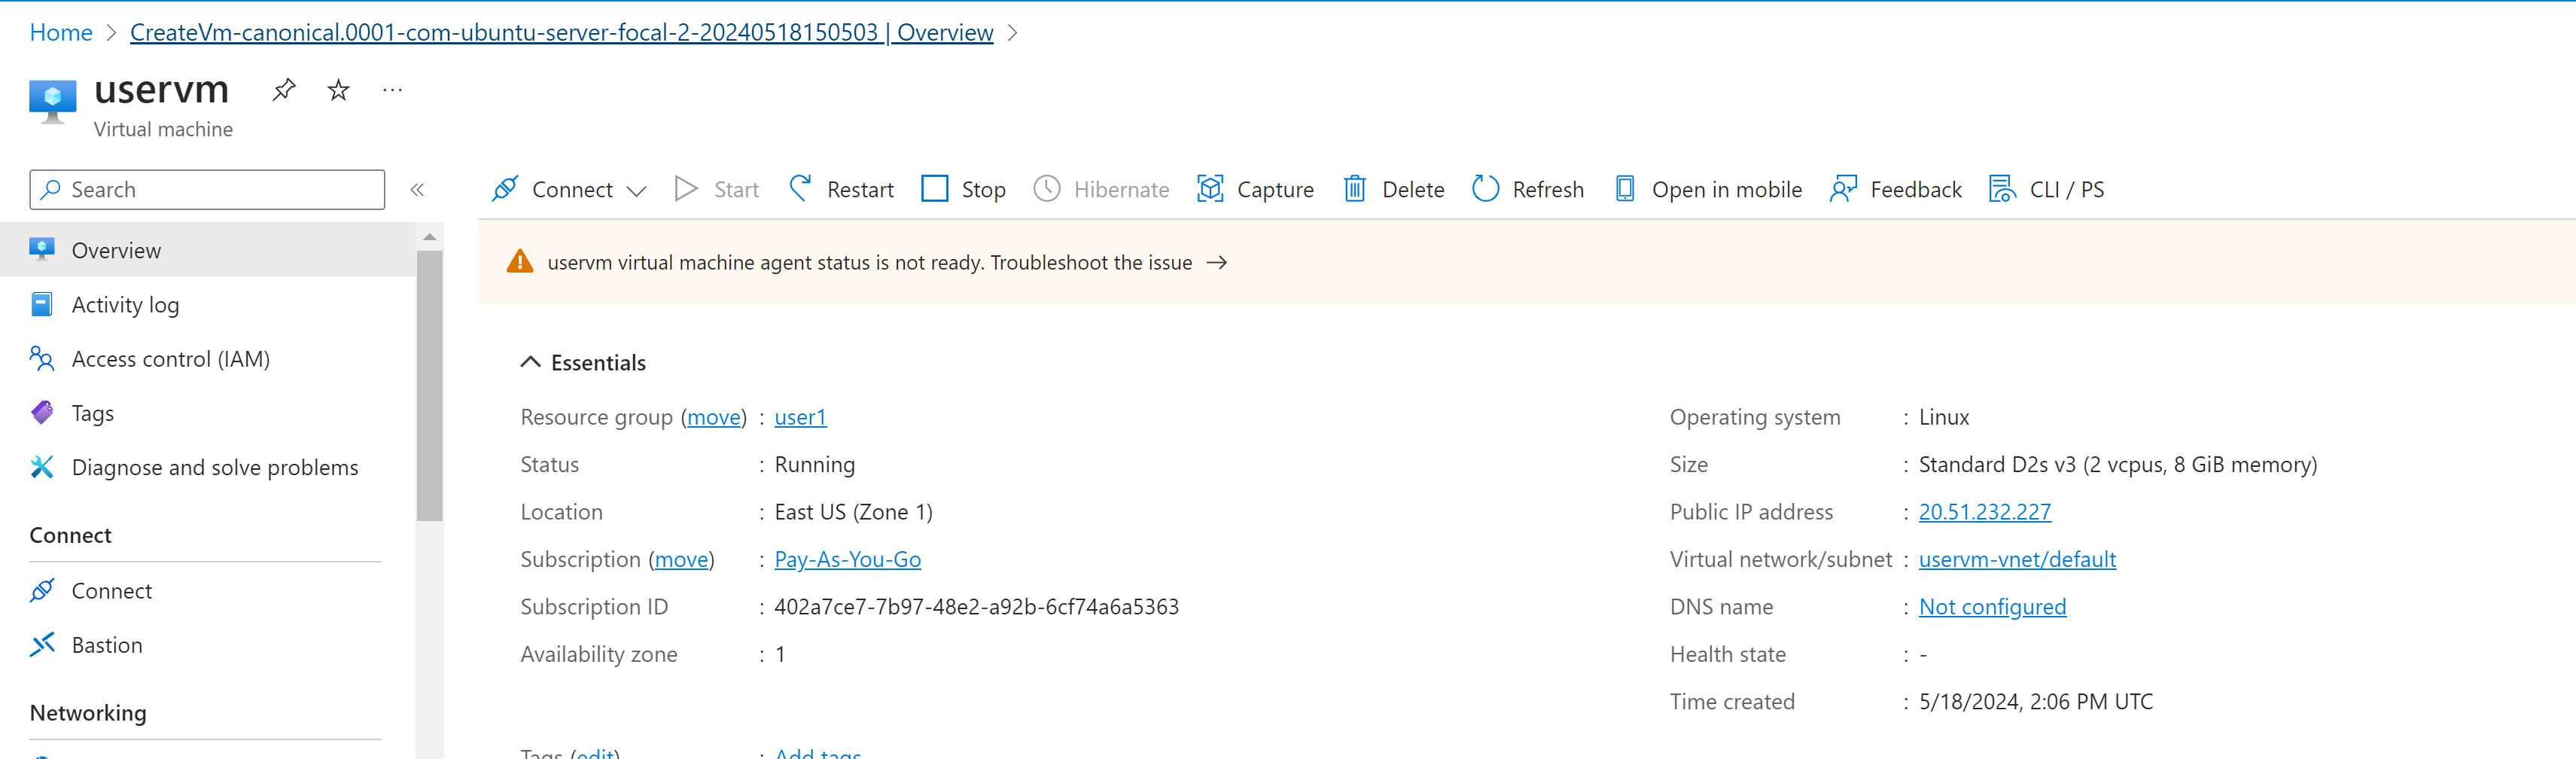 Home > CreateVm-canonical.0001-com-ubuntu-server-focal-2-20240518150503 | Overview >
uservm
...
Virtual machine
Search
«
Connect
Start
Restart
Stop
Hibernate
Capture
Delete
Refresh
Open in mobile
Feedback
CLI / PS
Overview
Activity log
Access control (IAM)
Tags
Diagnose and solve problems
Connect
Connect
Bastion
Networking
uservm virtual machine agent status is not ready. Troubleshoot the issue →
Essentials
Resource group (move) : user1
Status : Running
Location : East US (Zone 1)
Subscription (move) : Pay-As-You-Go
Subscription ID : 402a7ce7-7b97-48e2-a92b-6cf74a6a5363
Availability zone : 1
Operating system : Linux
Size : Standard D2s v3 (2 vcpus, 8 GiB memory)
Public IP address : 20.51.232.227
Virtual network/subnet : uservm-vnet/default
DNS name : Not configured
Health state : -
Time created : 5/18/2024, 2:06 PM UTC
Tags (edit) : Add tags